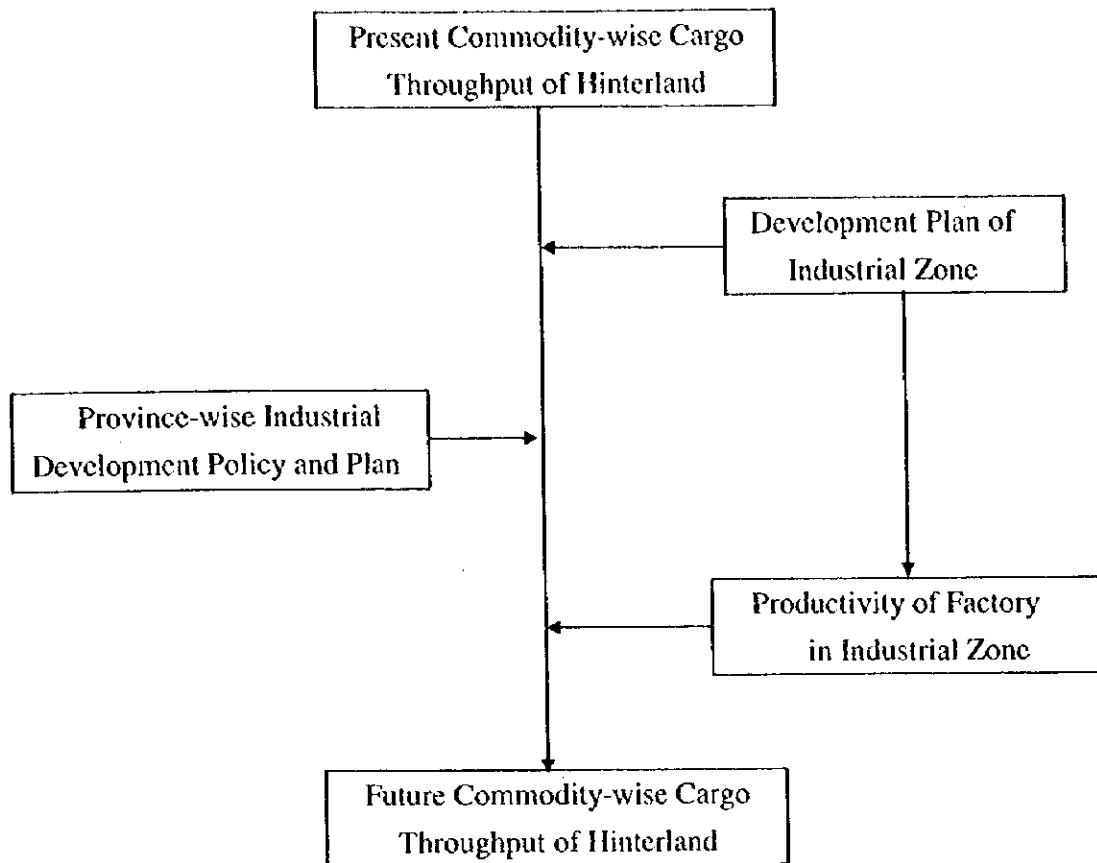 Present Commodity-wise Cargo
Throughput of Hinterland
Development Plan of
Industrial Zone
Province-wise Industrial
Development Policy and Plan
Productivity of Factory
in Industrial Zone
Future Commodity-wise Cargo
Throughput of Hinterland